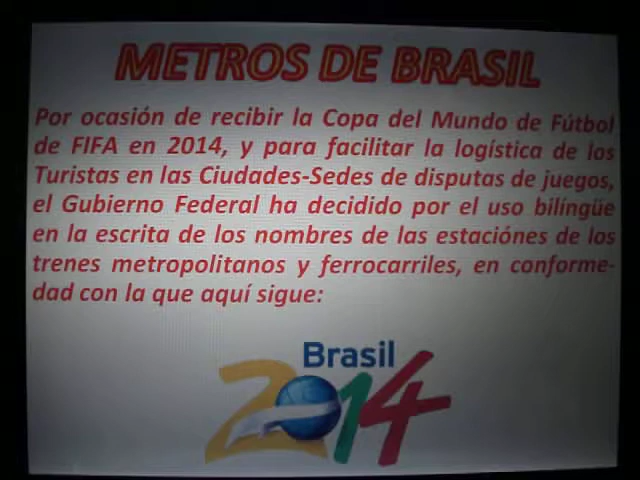 METROS DE BRASIL
Por ocasión de recibir la Copa del Mundo de Fútbol
de FIFA en 2014, y para facilitar la logística de los
Turistas en las Ciudades-Sedes de disputas de juegos,
el Gubierno Federal ha decidido por el uso bilíngüe
en la escrita de los nombres de las estaciónes de los
trenes metropolitanos y ferrocarriles, en conforme-
dad con la que aquí sigue:
Brasil
2014